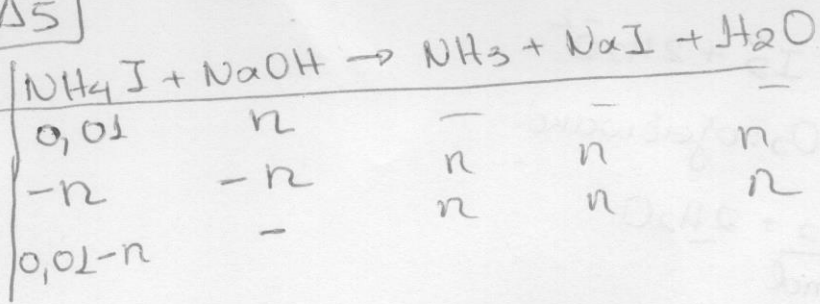 Δ5
NH4I + NaOH → NH3 + NaI + H2O
0,01 n — — —
-n -n n n n
0,01-n - n n n